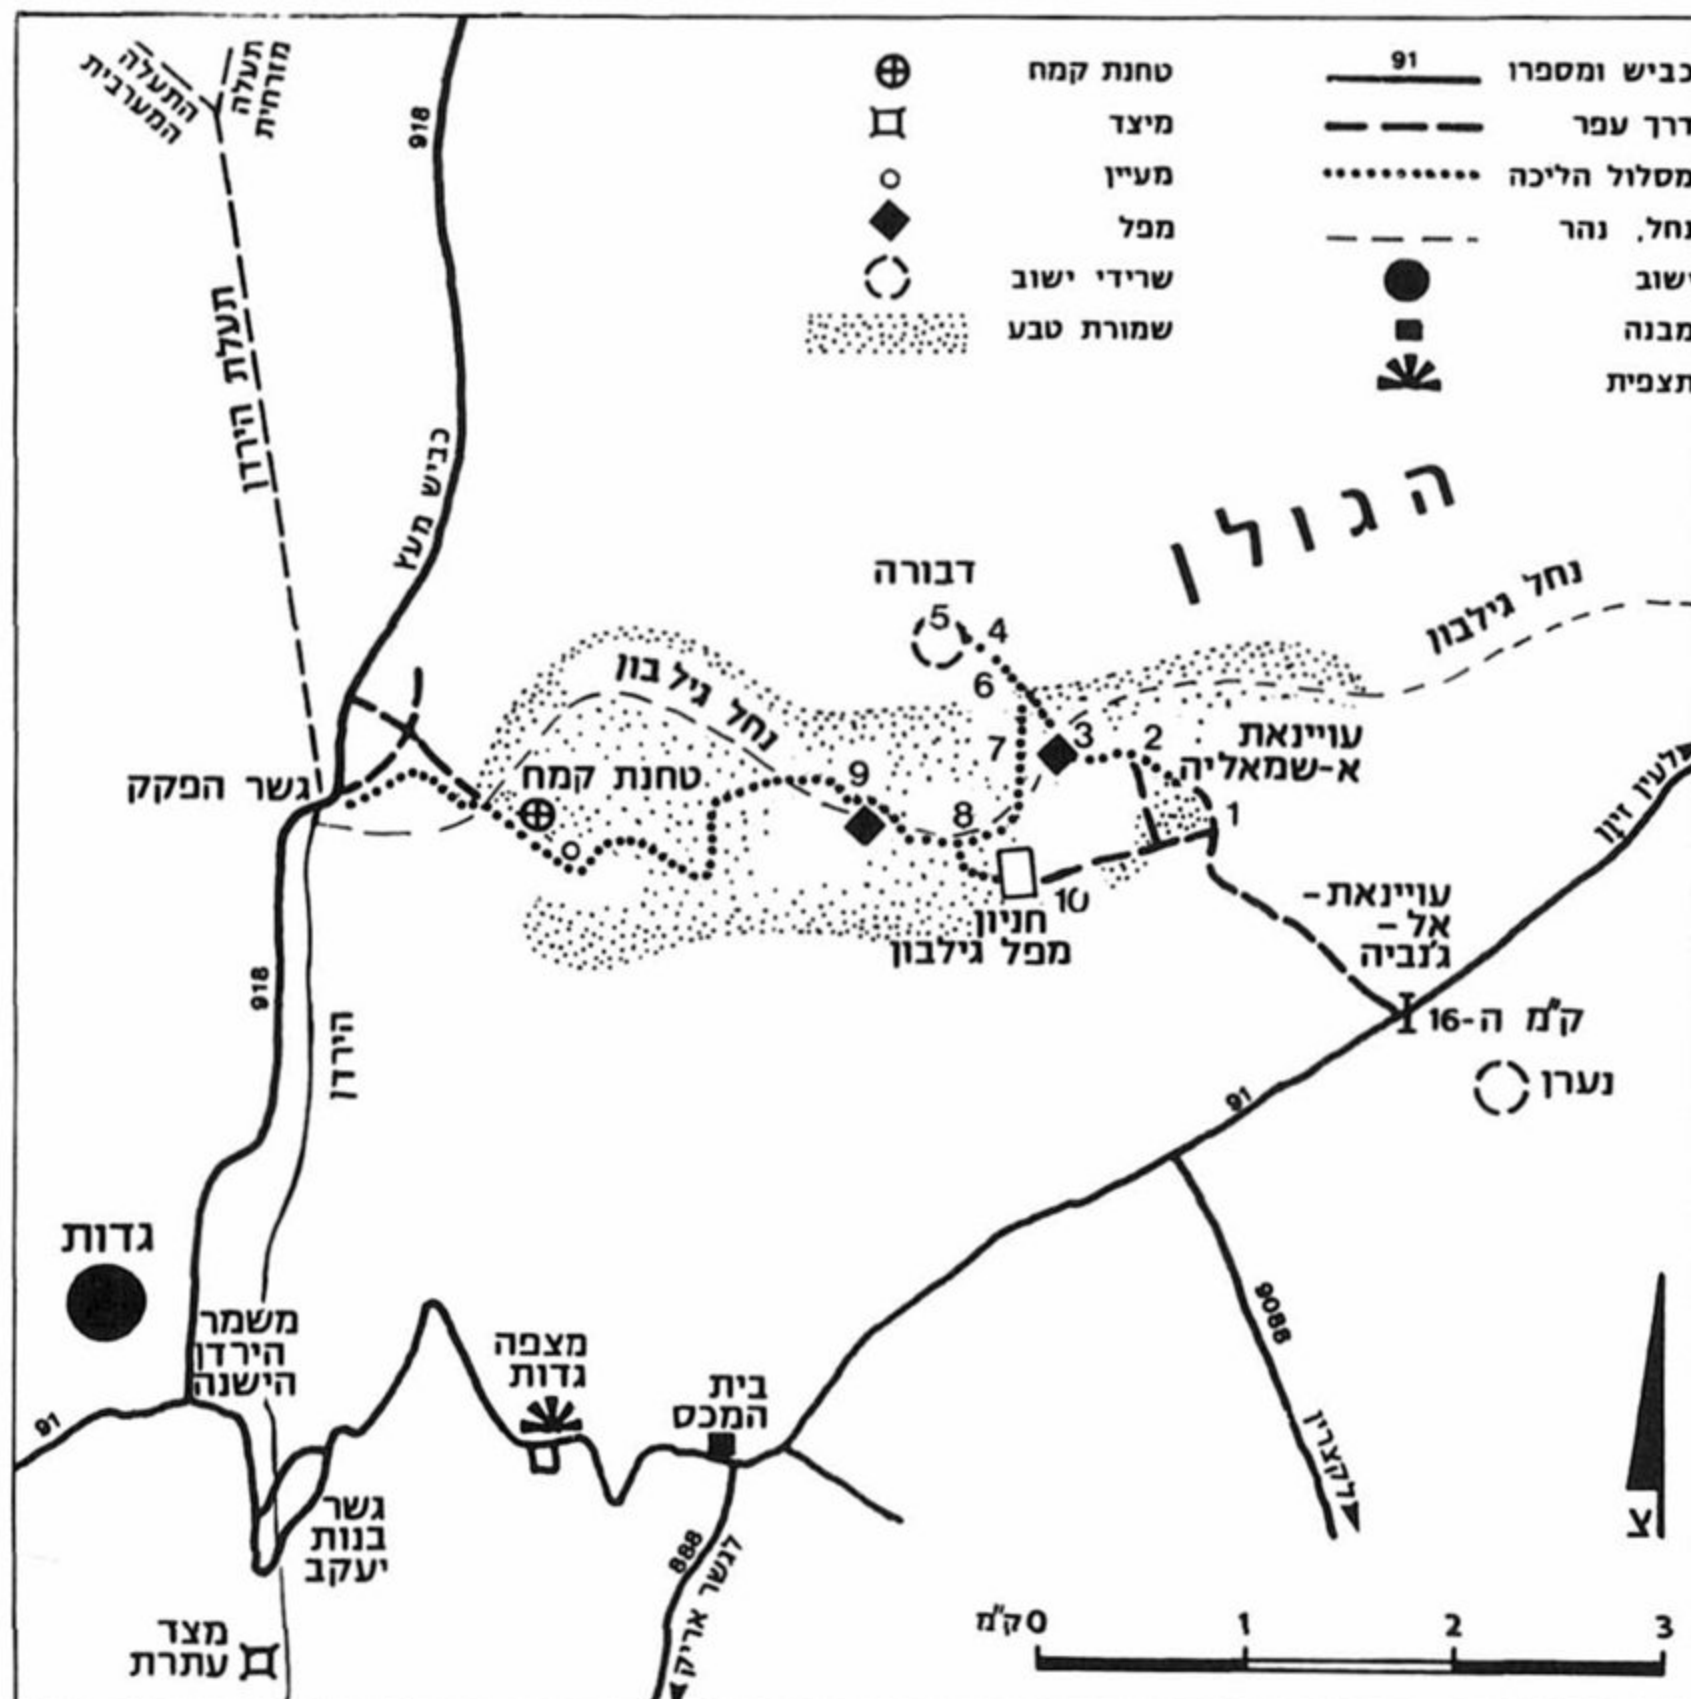 כביש ומספרו
91
דרך עפר
מסלול הליכה
נחל, נהר
ישוב
מבנה
תצפית
טחנת קמח
מיצד
מעיין
מפל
שרידי ישוב
שמורת טבע
תעלה
מזרחית
התעלה
המערבית
918
תעלת הירדן
כביש מעץ
הגולן
נחל גילבון
דבורה
5
4
6
נחל גילבון
7
3
2
עויינאת
א-שמאליה
1
גשר הפקק
טחנת קמח
9
8
10
חניון
מפל גילבון
לעין זיון
עויינאת-
אל-
ג'נביה
ק"מ ה-16
נערן
918
הירדן
91
9088
לקצרין
גדות
משמר
הירדן
הישנה
מצפה
גדות
בית
המכס
91
גשר
בנות
יעקב
888
לגשר אריק
מצד
עתרת
צ
ק"מ 0
1
2
3